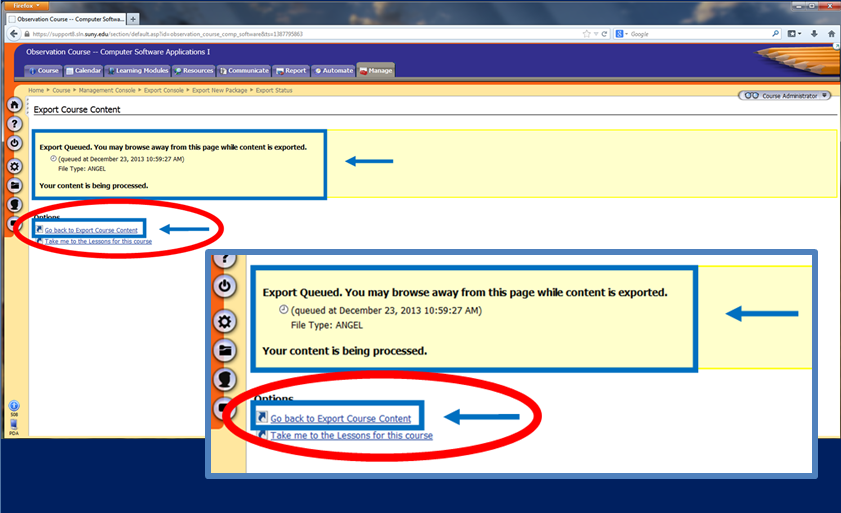 Firefox
Observation Course -- Computer Softwa...
https://support8.sln.suny.edu/section/default.asp?id=observation_course_comp_software&ts=1387795863
Google
Observation Course -- Computer Software Applications I
Course Calendar Learning Modules Resources Communicate Report Automate Manage
Home Course Management Console Export Console Export New Package Export Status
Course Administrator
Export Course Content
Export Queued. You may browse away from this page while content is exported.
(queued at December 23, 2013 10:59:27 AM)
File Type: ANGEL
Your content is being processed.
Options
Go back to Export Course Content
Take me to the Lessons for this course
Export Queued. You may browse away from this page while content is exported.
(queued at December 23, 2013 10:59:27 AM)
File Type: ANGEL
Your content is being processed.
Options
Go back to Export Course Content
Take me to the Lessons for this course
508
PDA